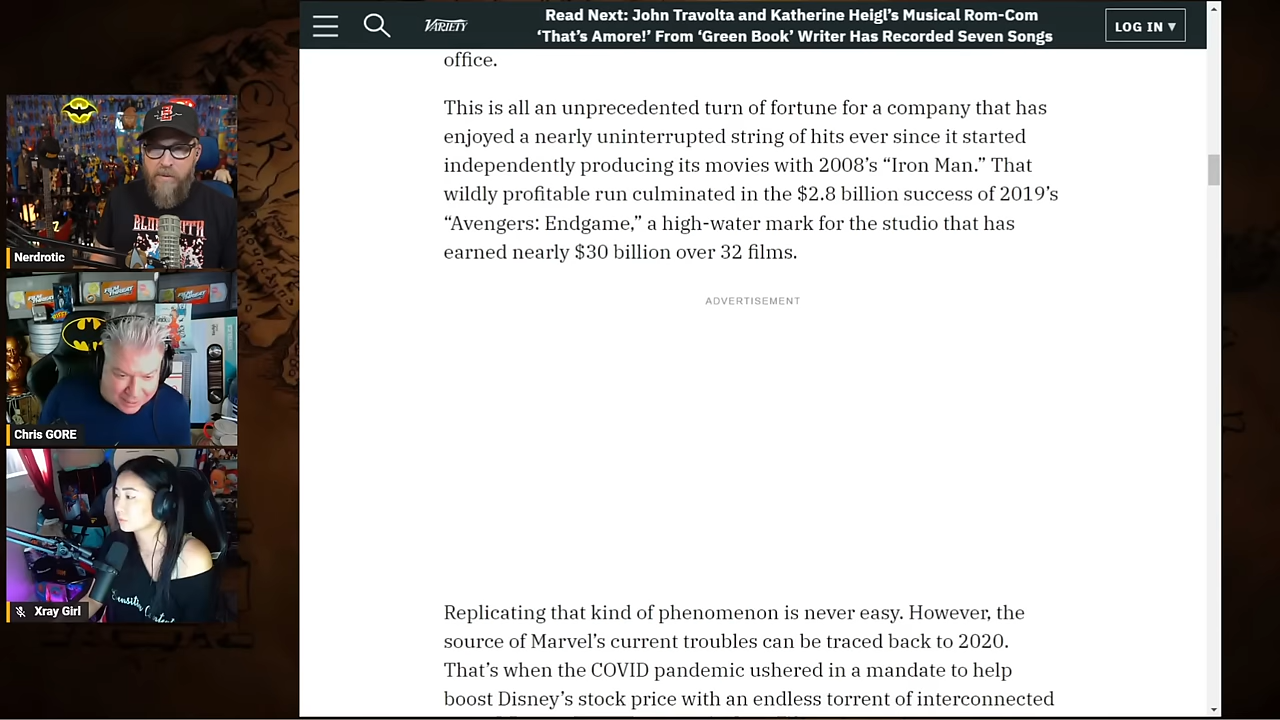 VARIETY
Read Next: John Travolta and Katherine Heigl's Musical Rom-Com
'That's Amore!' From 'Green Book' Writer Has Recorded Seven Songs
LOG IN ▼
office.
This is all an unprecedented turn of fortune for a company that has
enjoyed a nearly uninterrupted string of hits ever since it started
independently producing its movies with 2008's “Iron Man.” That
wildly profitable run culminated in the $2.8 billion success of 2019's
“Avengers: Endgame,” a high-water mark for the studio that has
earned nearly $30 billion over 32 films.
ADVERTISEMENT
Replicating that kind of phenomenon is never easy. However, the
source of Marvel's current troubles can be traced back to 2020.
That's when the COVID pandemic ushered in a mandate to help
boost Disney's stock price with an endless torrent of interconnected
Nerdrotic
FILM THREAT
Chris GORE
Xray Girl